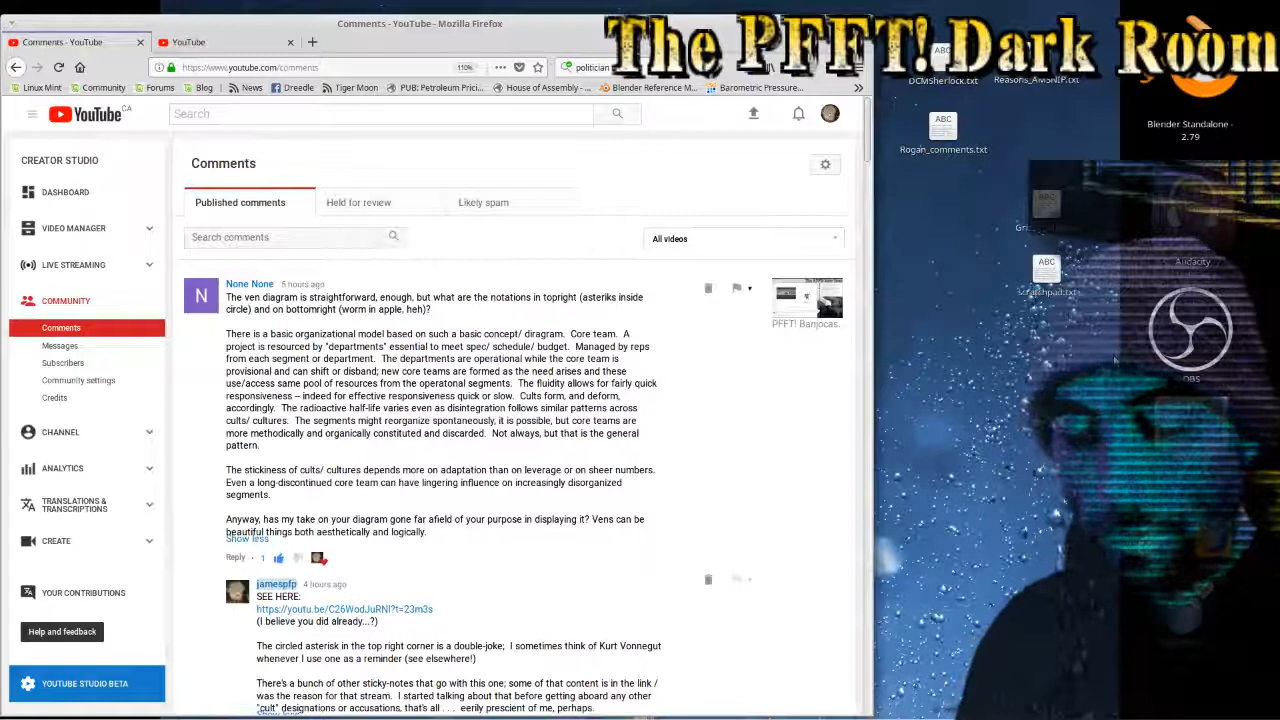 Comments - YouTube - Mozilla Firefox
The PFFT! Dark Room
Comments - YouTube
YouTube
https://www.youtube.com/comments
110%
politician
Linux Mint
Community
Forums
Blog
News
Dreedle
Tiger Mom
PUB: Petroleum Pric...
House of Assembly - ...
Blender Reference M...
Barometric Pressure...
DCMSherlock.txt
Reasons_AMSNIP.txt
Rogan_comments.txt
Blender Standalone -
2.79
Audacity
Scratchpad.txt
OBS
YouTube CA
Search
CREATOR STUDIO
DASHBOARD
VIDEO MANAGER
LIVE STREAMING
COMMUNITY
Comments
Messages
Subscribers
Community settings
Credits
CHANNEL
ANALYTICS
TRANSLATIONS &
TRANSCRIPTIONS
CREATE
YOUR CONTRIBUTIONS
Help and feedback
YOUTUBE STUDIO BETA
Comments
Published comments
Held for review
Likely spam
Search comments
All videos
N
None None 5 hours ago
The ven diagram is straightforward, enough, but what are the notations in topright (asteriks inside
circle) and on bottomright (worm in apple, heh)?
There is a basic organizational model based on such a basic concept/ diagram. Core team. A
project is resourced by "departments" essential to meet spec/ schedule/ budget. Managed by reps
from each segment or department. The departments are operational while the core team is
provisional and can shift or disband; new core teams are formed as the need arises and these
use/access same pool of resources from the operatonal segments. The fluidity allows for fairly quick
responsiveness -- indeed for effective responsiveness quick or slow. Cults form, and deform,
accordingly. The radioactive half-life varies even as disintegration follows similar patterns across
cults/ cultures. The segments might reorganize spontaneously, it is possible, but core teams are
more methodically and organically constituted and discarded. Not always, but that is the general
pattern.
The stickiness of cults/ cultures depends more on adaptation than on leverage or on sheer numbers.
Even a long-discontinued core team can have lingering influence on increasingly disorganized
segments.
Anyway, has my take on your diagram gone far afield of your purpose in displaying it? Vens can be
beautiful things both aesthetically and logically.
Show less
Reply · 1
PFFT! Banjocas.
jamespfp 4 hours ago
SEE HERE:
https://youtu.be/C26WodJuRNI?t=23m3s
(I believe you did already...?)
The circled asterisk in the top right corner is a double-joke; I sometimes think of Kurt Vonnegut
whenever I use one as a reminder (see elsewhere!)
There's a bunch of other sticky-notes that go with this one; some of that content is in the link /
was the reason for that stream. I started talking about that before getting aboard any other
"cult" designations or accusations, that's all . . . eerily prescient of me, perhaps.
Show less